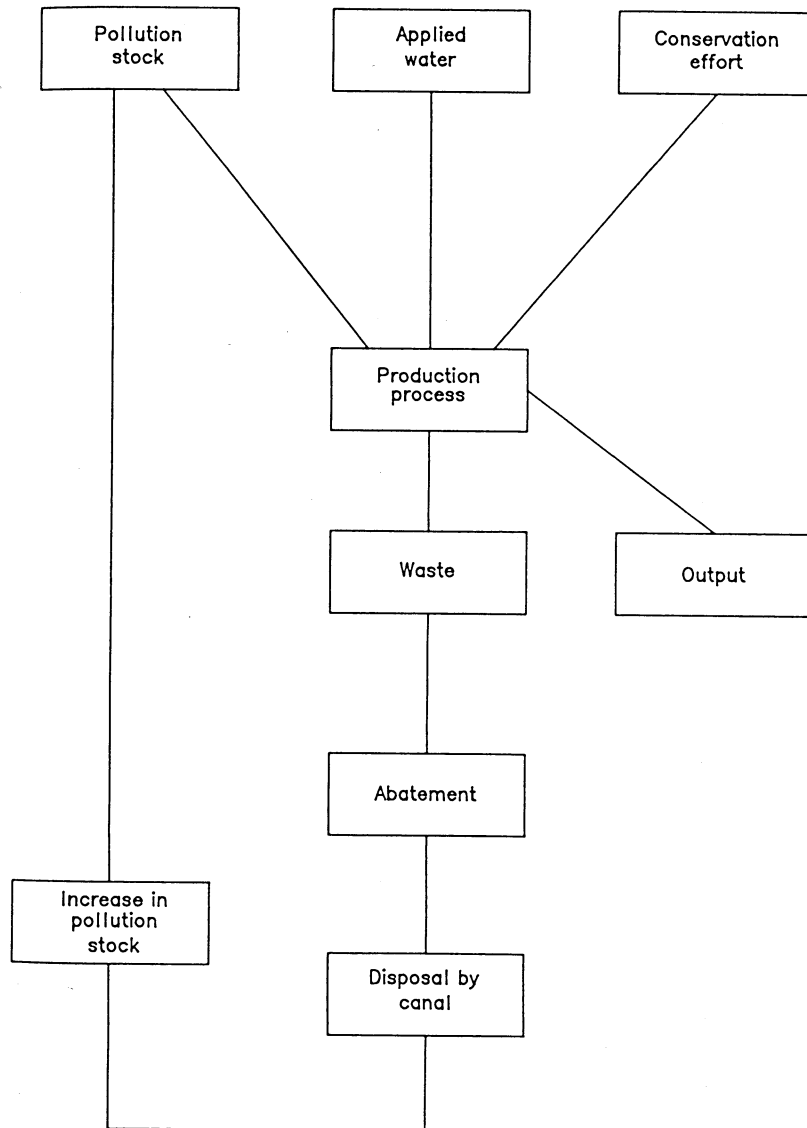 Pollution
stock
Applied
water
Conservation
effort
Production
process
Waste
Output
Abatement
Increase in
pollution
stock
Disposal by
canal